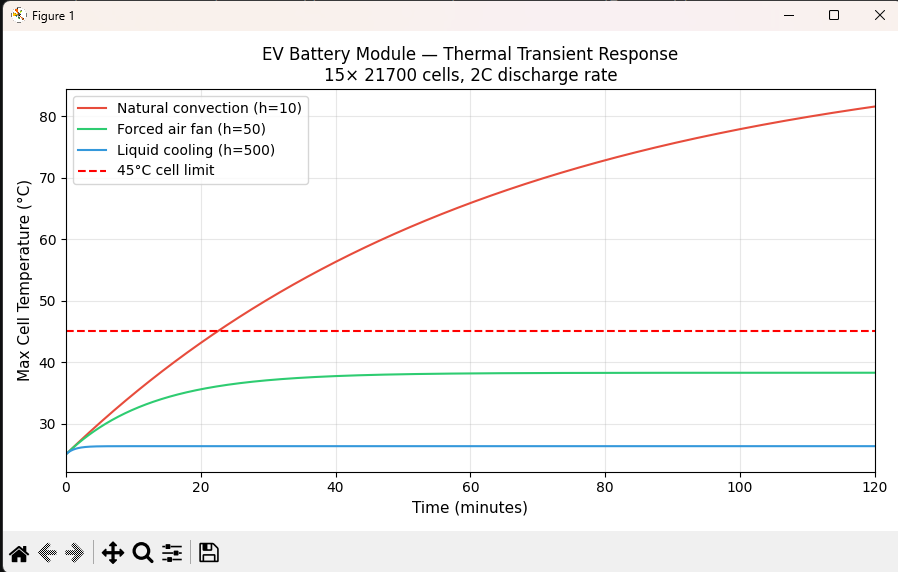 Figure 1
EV Battery Module — Thermal Transient Response
15× 21700 cells, 2C discharge rate
Natural convection (h=10)
Forced air fan (h=50)
Liquid cooling (h=500)
45°C cell limit
Max Cell Temperature (°C)
80
70
60
50
40
30
0 20 40 60 80 100 120
Time (minutes)